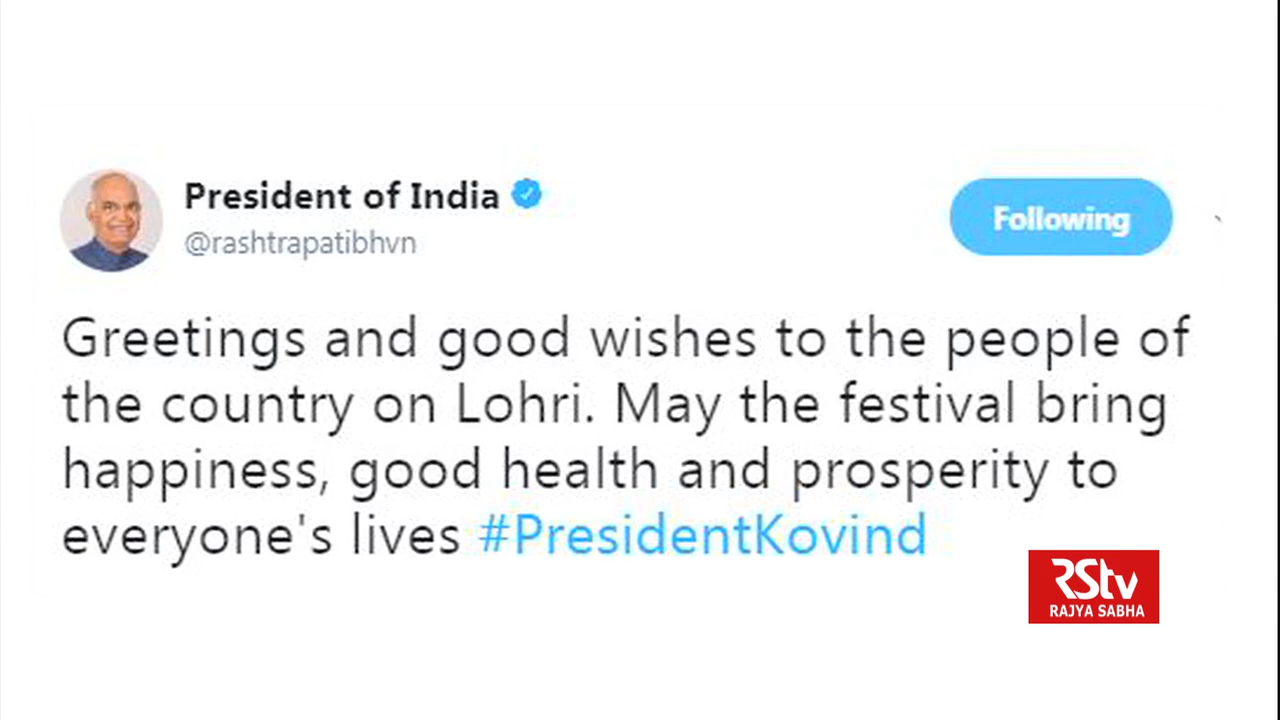 President of India
@rashtrapatibhvn
Following
Greetings and good wishes to the people of
the country on Lohri. May the festival bring
happiness, good health and prosperity to
everyone's lives #PresidentKovind
RStv
RAJYA SABHA